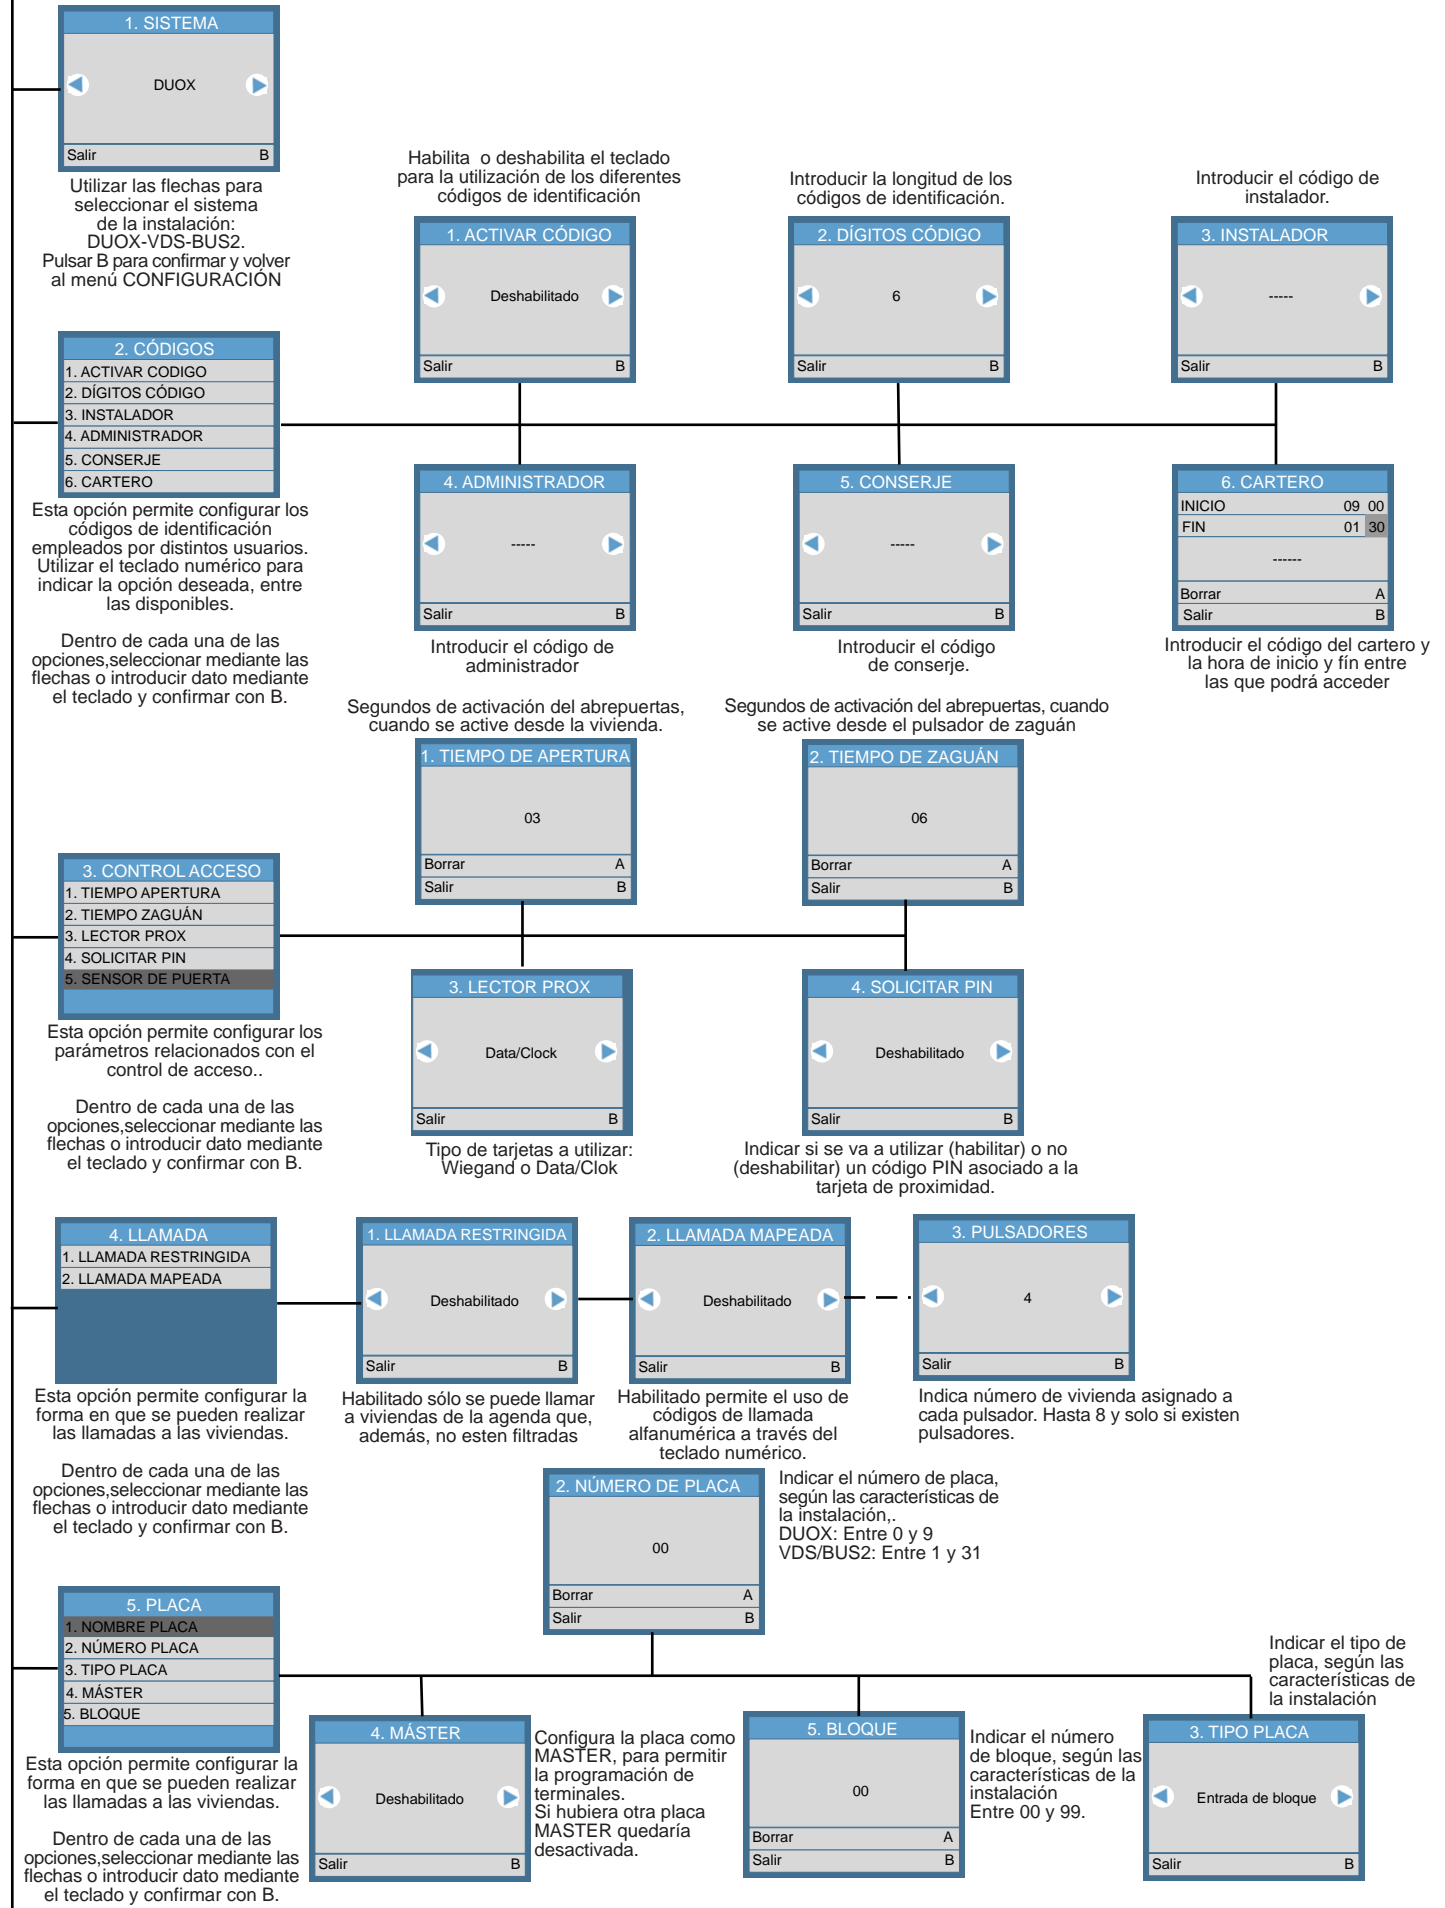 1. SISTEMA
DUOX
Salir B
Utilizar las flechas para
seleccionar el sistema
de la instalación:
DUOX-VDS-BUS2.
Pulsar B para confirmar y volver
al menú CONFIGURACIÓN
Habilita o deshabilita el teclado
para la utilización de los diferentes
códigos de identificación
1. ACTIVAR CÓDIGO
Deshabilitado
Salir B
Introducir la longitud de los
códigos de identificación.
2. DÍGITOS CÓDIGO
6
Salir B
Introducir el código de
instalador.
3. INSTALADOR
-----
Salir B
2. CÓDIGOS
1. ACTIVAR CODIGO
2. DÍGITOS CÓDIGO
3. INSTALADOR
4. ADMINISTRADOR
5. CONSERJE
6. CARTERO
Esta opción permite configurar los
códigos de identificación
empleados por distintos usuarios.
Utilizar el teclado numérico para
indicar la opción deseada, entre
las disponibles.
Dentro de cada una de las
opciones,seleccionar mediante las
flechas o introducir dato mediante
el teclado y confirmar con B.
4. ADMINISTRADOR
-----
Salir B
Introducir el código de
administrador
5. CONSERJE
-----
Salir B
Introducir el código
de conserje.
6. CARTERO
INICIO 09 00
FIN 01 30
------
Borrar A
Salir B
Introducir el código del cartero y
la hora de inicio y fín entre
las que podrá acceder
Segundos de activación del abrepuertas,
cuando se active desde la vivienda.
1. TIEMPO DE APERTURA
03
Borrar A
Salir B
Segundos de activación del abrepuertas, cuando
se active desde el pulsador de zaguán
2. TIEMPO DE ZAGUÁN
06
Borrar A
Salir B
3. CONTROL ACCESO
1. TIEMPO APERTURA
2. TIEMPO ZAGUÁN
3. LECTOR PROX
4. SOLICITAR PIN
5. SENSOR DE PUERTA
Esta opción permite configurar los
parámetros relacionados con el
control de acceso..
Dentro de cada una de las
opciones,seleccionar mediante las
flechas o introducir dato mediante
el teclado y confirmar con B.
3. LECTOR PROX
Data/Clock
Salir B
Tipo de tarjetas a utilizar:
Wiegand o Data/Clok
4. SOLICITAR PIN
Deshabilitado
Salir B
Indicar si se va a utilizar (habilitar) o no
(deshabilitar) un código PIN asociado a la
tarjeta de proximidad.
4. LLAMADA
1. LLAMADA RESTRINGIDA
2. LLAMADA MAPEADA
Esta opción permite configurar la
forma en que se pueden realizar
las llamadas a las viviendas.
Dentro de cada una de las
opciones,seleccionar mediante las
flechas o introducir dato mediante
el teclado y confirmar con B.
1. LLAMADA RESTRINGIDA
Deshabilitado
Salir B
Habilitado sólo se puede llamar
a viviendas de la agenda que,
además, no esten filtradas
2. LLAMADA MAPEADA
Deshabilitado
Salir B
Habilitado permite el uso de
códigos de llamada
alfanumérica a través del
teclado numérico.
3. PULSADORES
4
Salir B
Indica número de vivienda asignado a
cada pulsador. Hasta 8 y solo si existen
pulsadores.
2. NÚMERO DE PLACA
00
Borrar A
Salir B
Indicar el número de placa,
según las características de
la instalación,.
DUOX: Entre 0 y 9
VDS/BUS2: Entre 1 y 31
5. PLACA
1. NOMBRE PLACA
2. NÚMERO PLACA
3. TIPO PLACA
4. MÁSTER
5. BLOQUE
Esta opción permite configurar la
forma en que se pueden realizar
las llamadas a las viviendas.
Dentro de cada una de las
opciones,seleccionar mediante las
flechas o introducir dato mediante
el teclado y confirmar con B.
4. MÁSTER
Deshabilitado
Salir B
Configura la placa como
MASTER, para permitir
la programación de
terminales.
Si hubiera otra placa
MASTER quedaría
desactivada.
5. BLOQUE
00
Borrar A
Salir B
Indicar el número
de bloque, según las
características de la
instalación
Entre 00 y 99.
Indicar el tipo de
placa, según las
características de
la instalación
3. TIPO PLACA
Entrada de bloque
Salir B